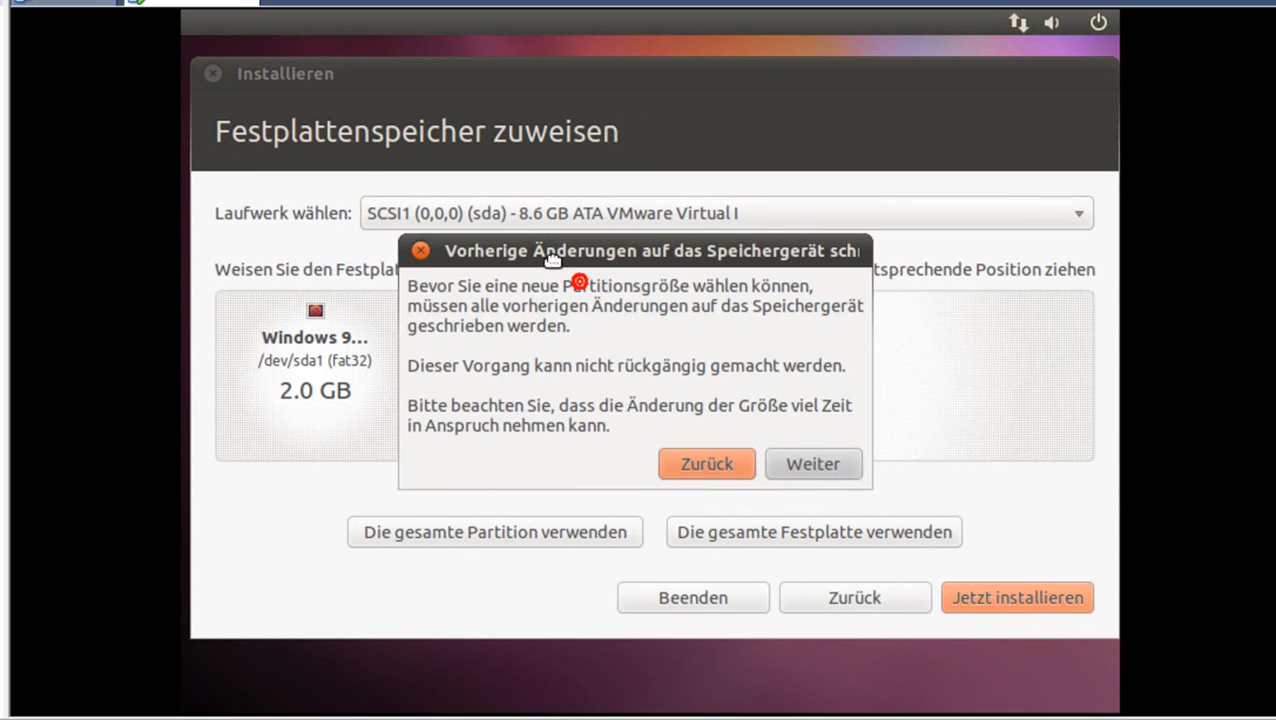 Installieren
Festplattenspeicher zuweisen
Laufwerk wählen: SCSI1 (0,0,0) (sda) - 8.6 GB ATA VMware Virtual I
Weisen Sie den Festplat
tsprechende Position ziehen
Vorherige Änderungen auf das Speichergerät sch
Bevor Sie eine neue Partitionsgröße wählen können,
müssen alle vorherigen Änderungen auf das Speichergerät
geschrieben werden.
Dieser Vorgang kann nicht rückgängig gemacht werden.
Bitte beachten Sie, dass die Änderung der Größe viel Zeit
in Anspruch nehmen kann.
Zurück Weiter
Windows 9...
/dev/sda1 (fat32)
2.0 GB
Die gesamte Partition verwenden Die gesamte Festplatte verwenden
Beenden Zurück Jetzt installieren